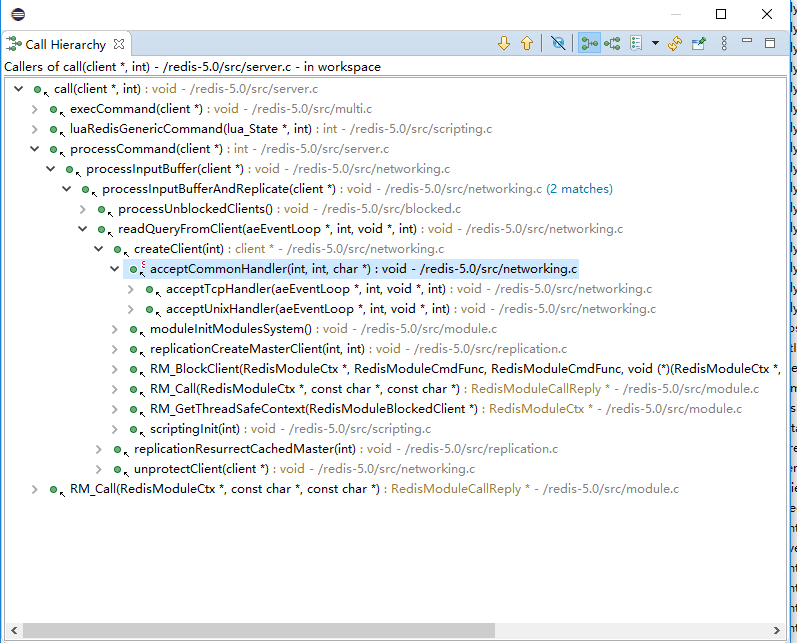 Call Hierarchy
Callers of call(client *, int) - /redis-5.0/src/server.c - in workspace
call(client *, int) : void - /redis-5.0/src/server.c
execCommand(client *) : void - /redis-5.0/src/multi.c
luaRedisGenericCommand(lua_State *, int) : int - /redis-5.0/src/scripting.c
processCommand(client *) : int - /redis-5.0/src/server.c
processInputBuffer(client *) : void - /redis-5.0/src/networking.c
processInputBufferAndReplicate(client *) : void - /redis-5.0/src/networking.c (2 matches)
processUnblockedClients() : void - /redis-5.0/src/blocked.c
readQueryFromClient(aeEventLoop *, int, void *, int) : void - /redis-5.0/src/networking.c
createClient(int) : client * - /redis-5.0/src/networking.c
S acceptCommonHandler(int, int, char *) : void - /redis-5.0/src/networking.c
acceptTcpHandler(aeEventLoop *, int, void *, int) : void - /redis-5.0/src/networking.c
acceptUnixHandler(aeEventLoop *, int, void *, int) : void - /redis-5.0/src/networking.c
moduleInitModulesSystem() : void - /redis-5.0/src/module.c
replicationCreateMasterClient(int, int) : void - /redis-5.0/src/replication.c
RM_BlockClient(RedisModuleCtx *, RedisModuleCmdFunc, RedisModuleCmdFunc, void (*)(RedisModuleCtx *,
RM_Call(RedisModuleCtx *, const char *, const char *) : RedisModuleCallReply * - /redis-5.0/src/module.c
RM_GetThreadSafeContext(RedisModuleBlockedClient *) : RedisModuleCtx * - /redis-5.0/src/module.c
scriptingInit(int) : void - /redis-5.0/src/scripting.c
replicationResurrectCachedMaster(int) : void - /redis-5.0/src/replication.c
unprotectClient(client *) : void - /redis-5.0/src/networking.c
RM_Call(RedisModuleCtx *, const char *, const char *) : RedisModuleCallReply * - /redis-5.0/src/module.c